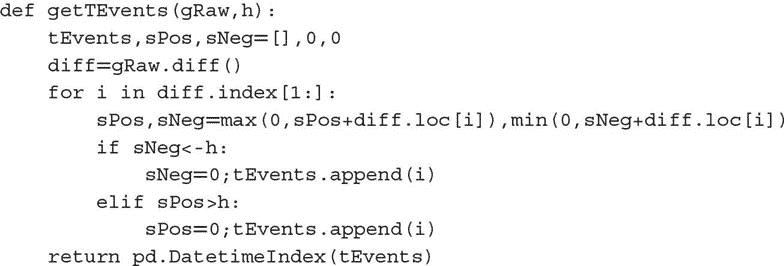 def getTEvents(gRaw,h):
    tEvents,sPos,sNeg=[],0,0
    diff=gRaw.diff()
    for i in diff.index[1:]:
        sPos,sNeg=max(0,sPos+diff.loc[i]),min(0,sNeg+diff.loc[i])
        if sNeg<-h:
            sNeg=0;tEvents.append(i)
        elif sPos>h:
            sPos=0;tEvents.append(i)
    return pd.DatetimeIndex(tEvents)